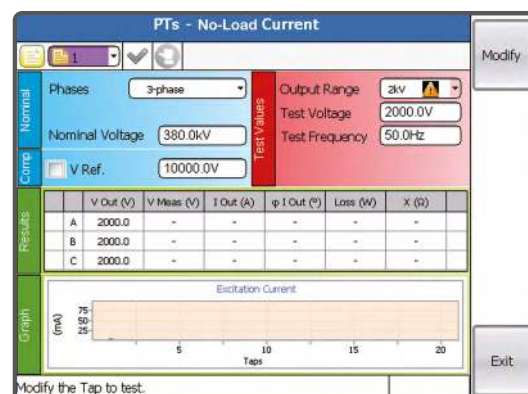 PTs - No-Load Current
1
Modify
Nominal
Phases 3-phase
Nominal Voltage 380.0kV
Comp
V Ref. 10000.0V
Test Values
Output Range 2kV
Test Voltage 2000.0V
Test Frequency 50.0Hz
Results
V Out (V) V Meas (V) I Out (A) φ I Out (º) Loss (W) X (Ω)
A 2000.0 - - - - -
B 2000.0 - - - - -
C 2000.0 - - - - -
Graph
Excitation Current
(mA)
75
50
25
5 10 15 20
Taps
Exit
Modify the Tap to test.